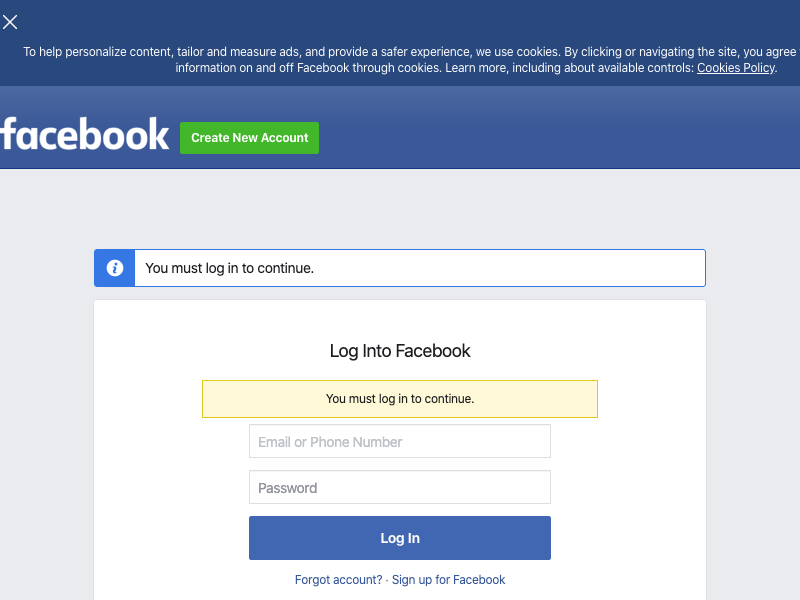 To help personalize content, tailor and measure ads, and provide a safer experience, we use cookies. By clicking or navigating the site, you agree
information on and off Facebook through cookies. Learn more, including about available controls: Cookies Policy.
facebook
Create New Account
You must log in to continue.
Log Into Facebook
You must log in to continue.
Email or Phone Number
Password
Log In
Forgot account? · Sign up for Facebook